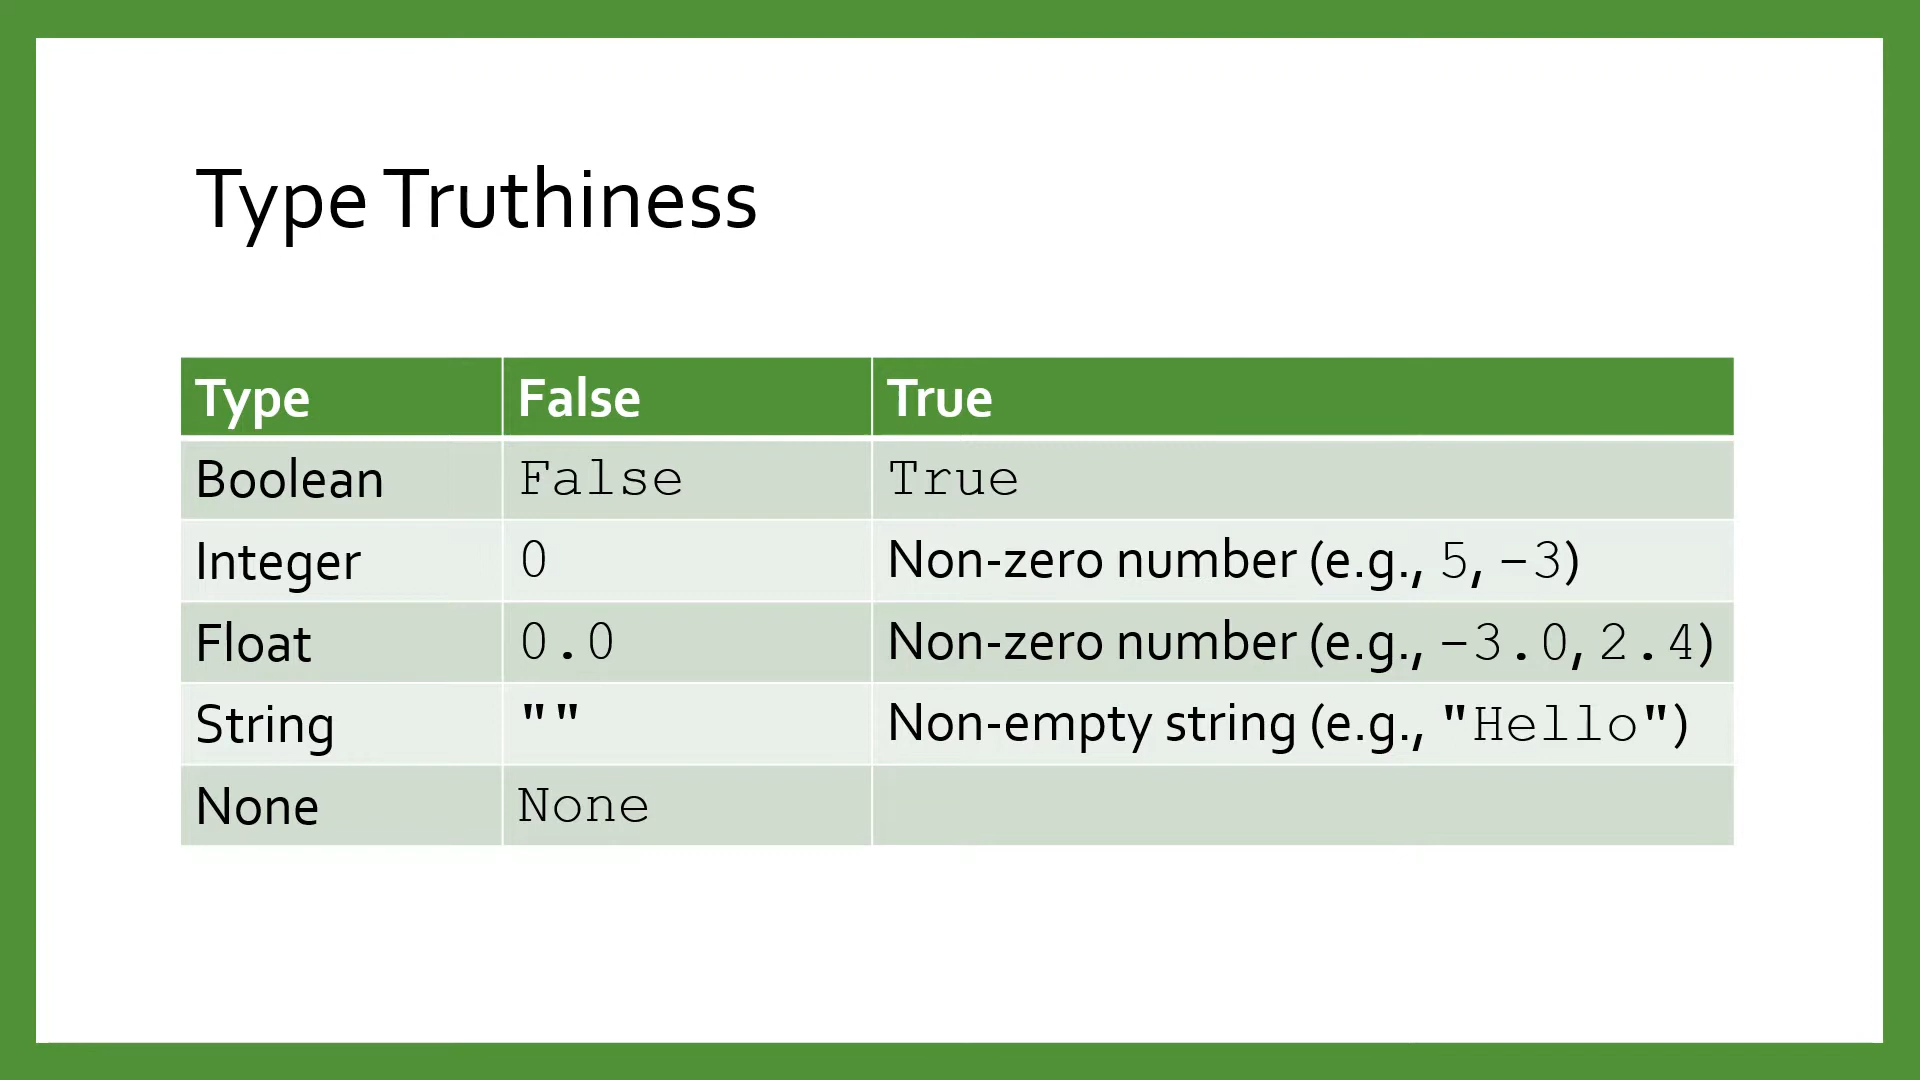 Type Truthiness
Type False True
Boolean False True
Integer 0 Non-zero number (e.g., 5, -3)
Float 0.0 Non-zero number (e.g., -3.0, 2.4)
String "" Non-empty string (e.g., "Hello")
None None